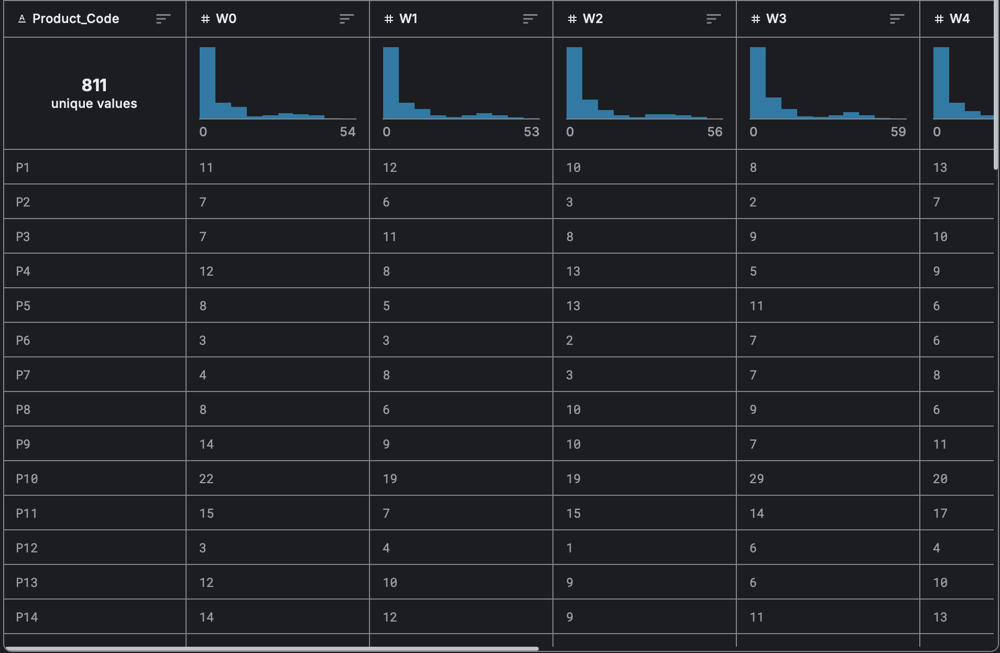 A Product_Code # W0 # W1 # W2 # W3 # W4
811
unique values
0 54 0 53 0 56 0 59 0
P1 11 12 10 8 13
P2 7 6 3 2 7
P3 7 11 8 9 10
P4 12 8 13 5 9
P5 8 5 13 11 6
P6 3 3 2 7 6
P7 4 8 3 7 8
P8 8 6 10 9 6
P9 14 9 10 7 11
P10 22 19 19 29 20
P11 15 7 15 14 17
P12 3 4 1 6 4
P13 12 10 9 6 10
P14 14 12 9 11 13